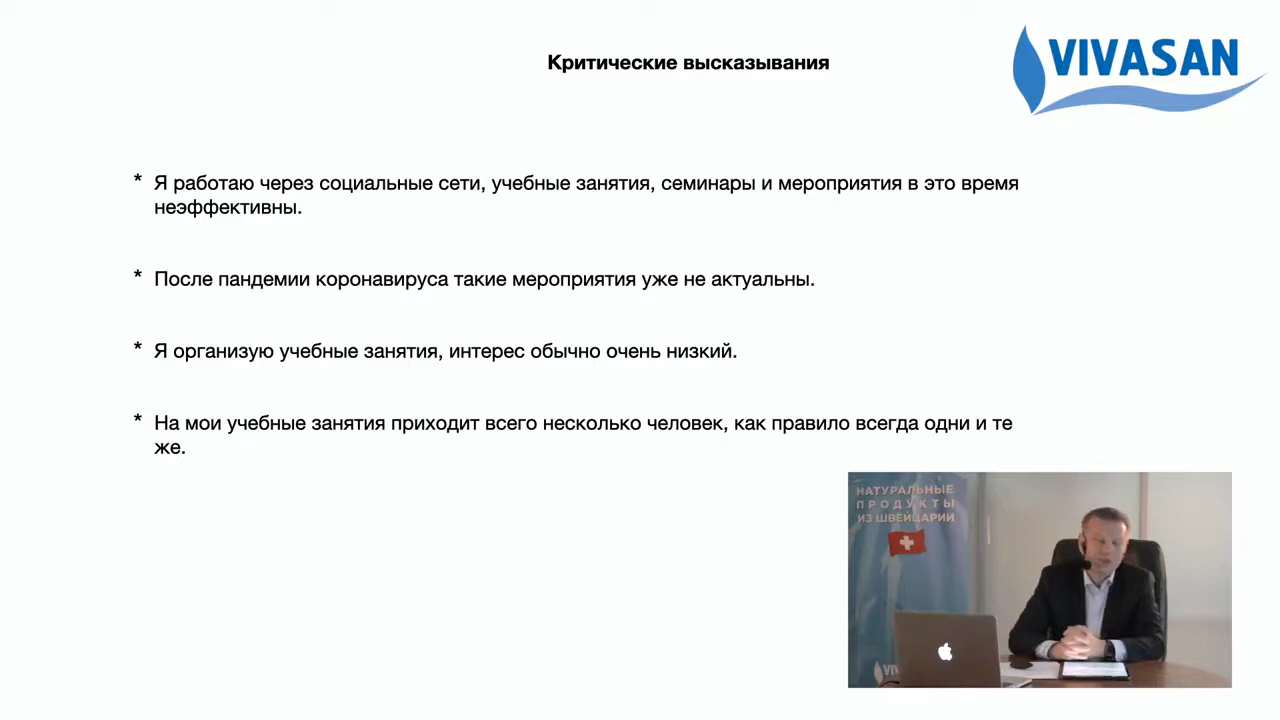 Критические высказывания
VIVASAN
* Я работаю через социальные сети, учебные занятия, семинары и мероприятия в это время
неэффективны.
* После пандемии коронавируса такие мероприятия уже не актуальны.
* Я организую учебные занятия, интерес обычно очень низкий.
* На мои учебные занятия приходит всего несколько человек, как правило всегда одни и те
же.
НАТУРАЛЬНЫЕ
ПРОДУКТЫ
ИЗ ШВЕЙЦАРИИ